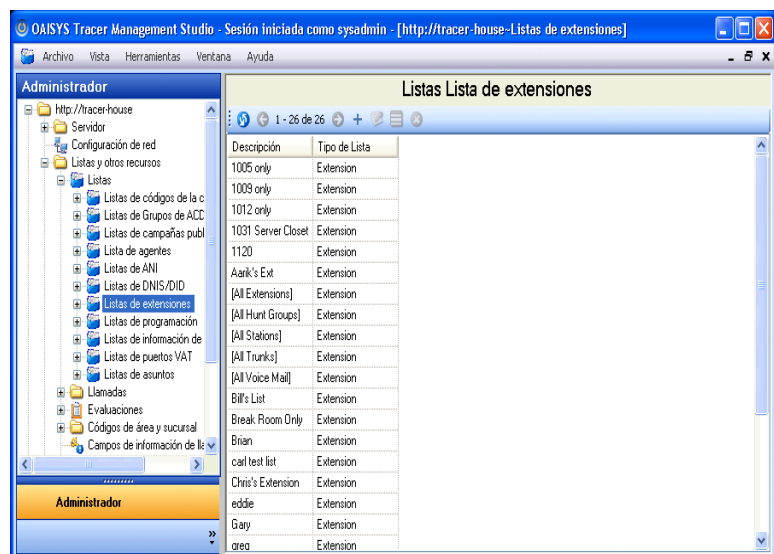 OAISYS Tracer Management Studio - Sesión iniciada como sysadmin - [http://tracer-house~Listas de extensiones]
Archivo Vista Herramientas Ventana Ayuda
Administrador
http://tracer-house
Servidor
Configuración de red
Listas y otros recursos
Listas
Listas de códigos de la c
Listas de Grupos de ACD
Listas de campañas publ
Lista de agentes
Listas de ANI
Listas de DNIS/DID
Listas de extensiones
Listas de programación
Listas de información de
Listas de puertos VAT
Listas de asuntos
Llamadas
Evaluaciones
Códigos de área y sucursal
Campos de información de lla
Administrador
»
Listas Lista de extensiones
1 - 26 de 26
Descripción Tipo de Lista
1005 only Extension
1009 only Extension
1012 only Extension
1031 Server Closet Extension
1120 Extension
Aarik's Ext Extension
[All Extensions] Extension
[All Hunt Groups] Extension
[All Stations] Extension
[All Trunks] Extension
[All Voice Mail] Extension
Bill's List Extension
Break Room Only Extension
Brian Extension
carl test list Extension
Chris's Extension Extension
eddie Extension
Gary Extension
greg Extension